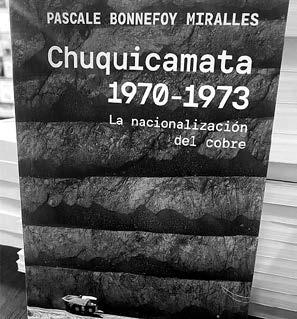 PASCALE BONNEFOY MIRALLES
Chuquicamata
1970-1973
La nacionalización
del cobre